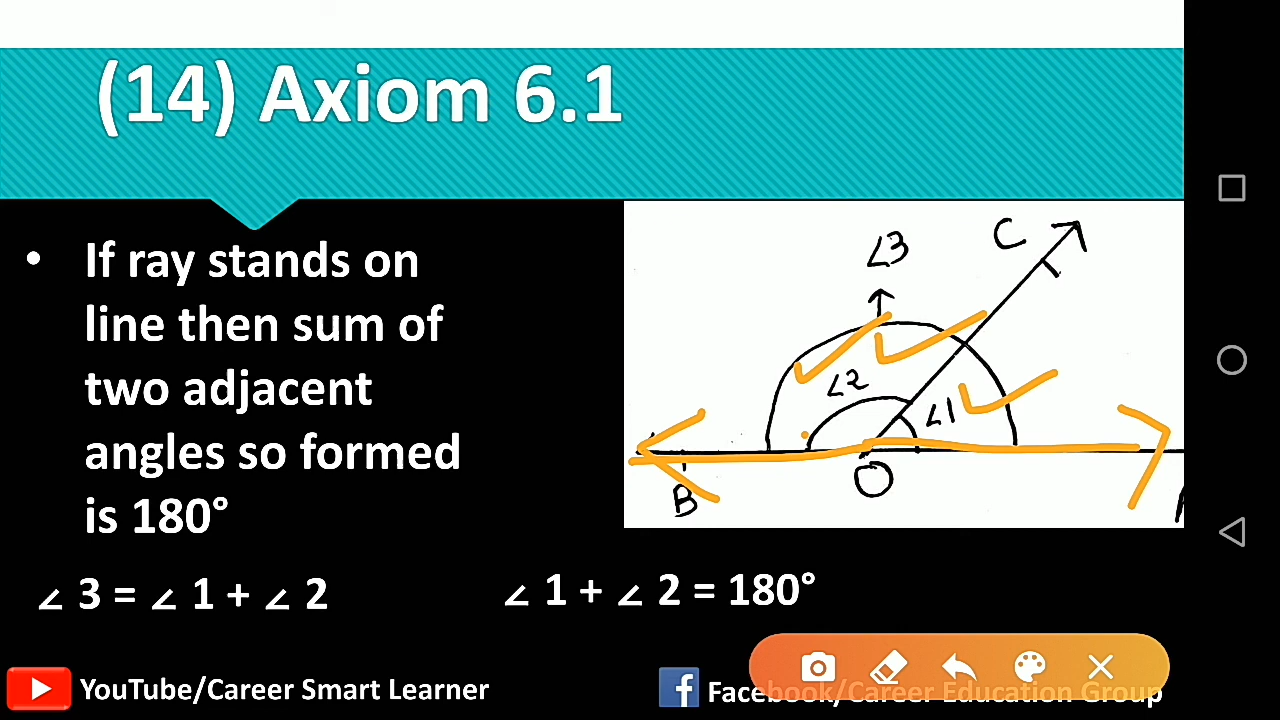 (14) Axiom 6.1
• If ray stands on
line then sum of
two adjacent
angles so formed
is 180°
C
∠3
∠2
∠1
B
O
∠ 3 = ∠ 1 + ∠ 2
∠ 1 + ∠ 2 = 180°
YouTube/Career Smart Learner
Facebook/Career Education Group